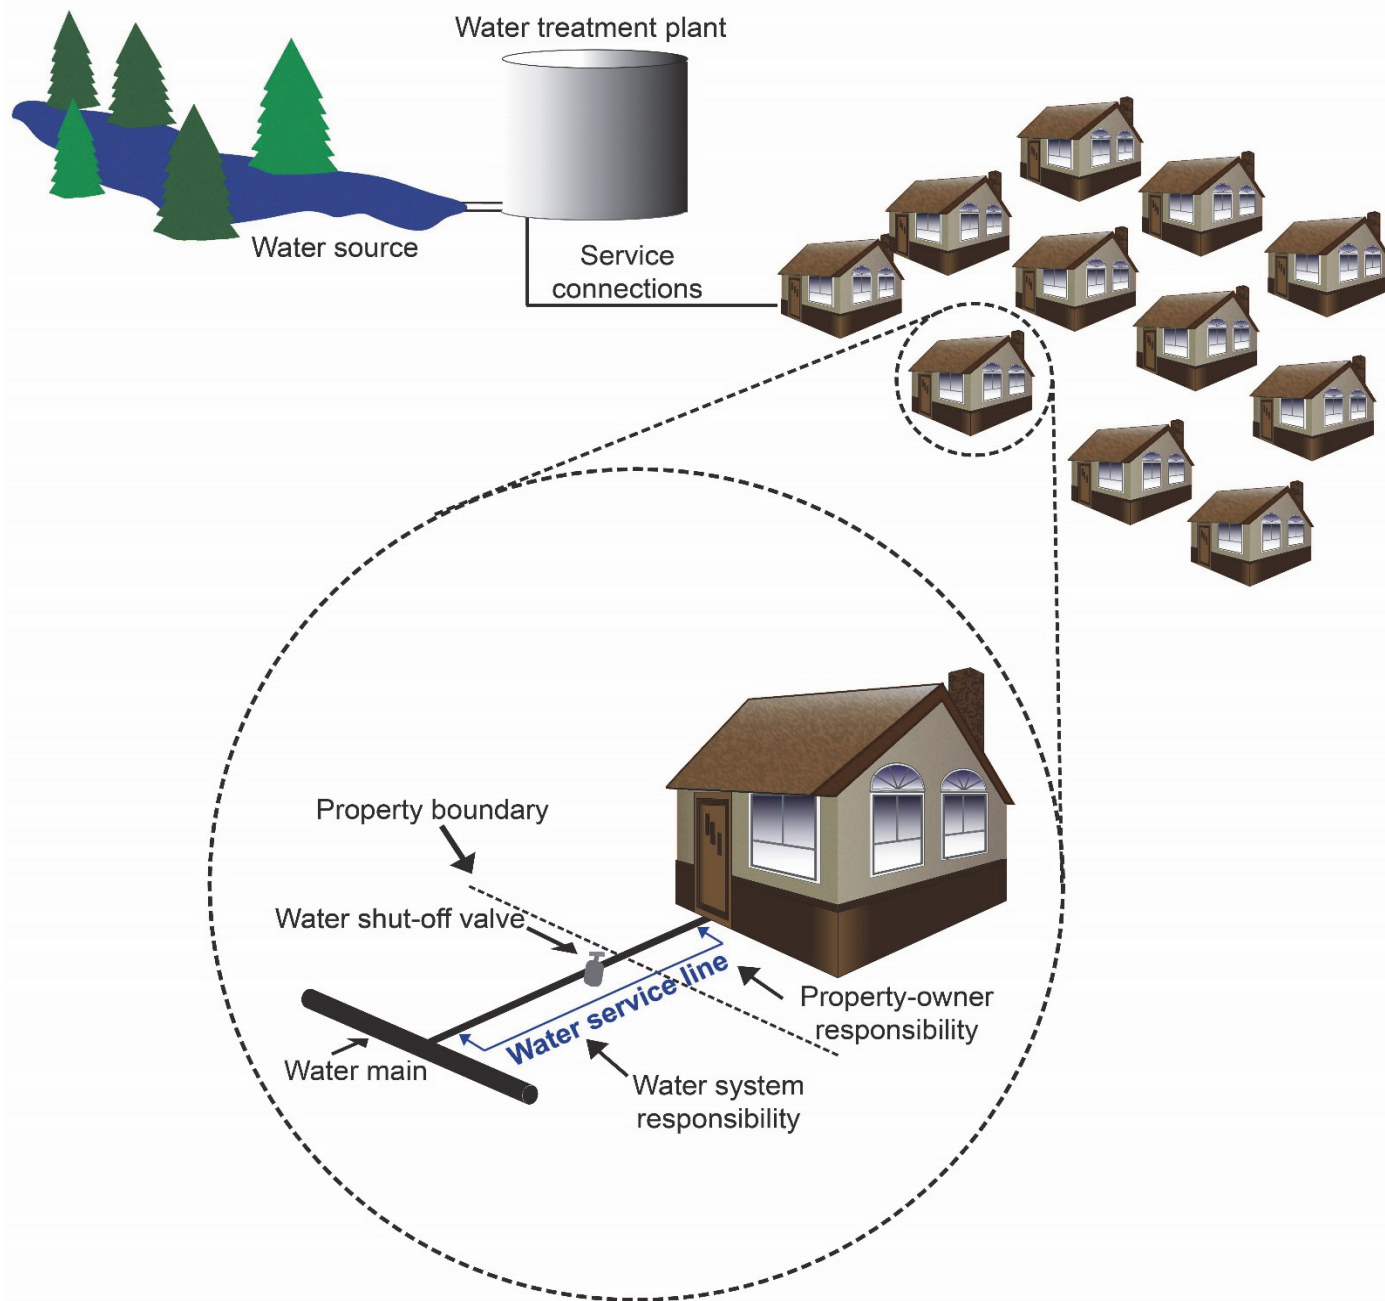 Water treatment plant
Water source
Service
connections
Property boundary
Water shut-off valve
Water service line
Property-owner
responsibility
Water main
Water system
responsibility